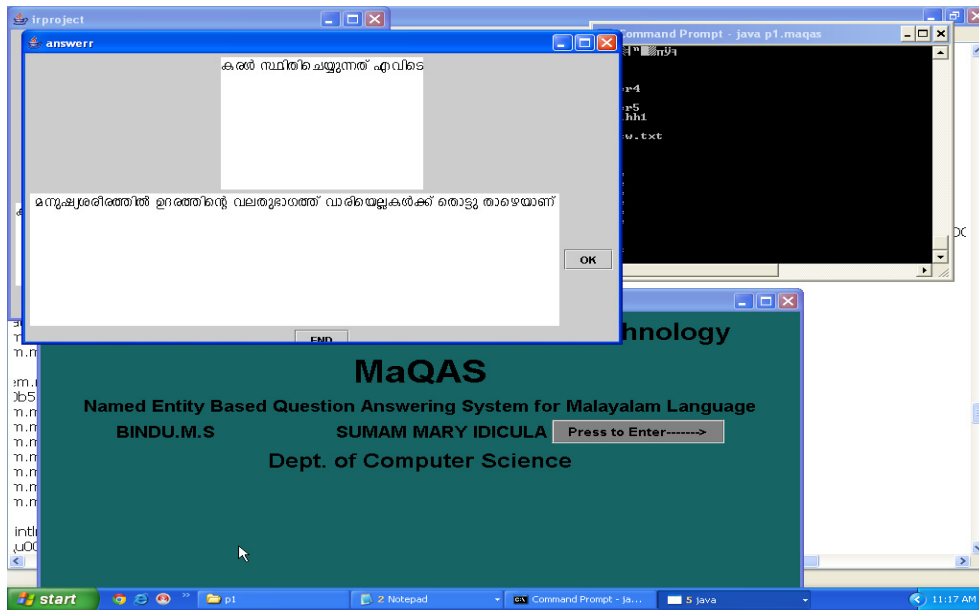 irproject
answerr
കരൾ സ്ഥിതിചെയ്യുന്നത് എവിടെ
മനുഷ്യശരീരത്തിൽ ഉദരത്തിന്റെ വലതുഭാഗത്ത് വാരിയെല്ലുകൾക്ക് തൊട്ടു താഴെയാണ്
OK
END
Command Prompt - java p1.maqas
r4
r5
hh1
w.txt
hnology
MaQAS
Named Entity Based Question Answering System for Malayalam Language
BINDU.M.S
SUMAM MARY IDICULA
Press to Enter------->
Dept. of Computer Science
start
p1
2 Notepad
Command Prompt - ja...
5 java
11:17 AM